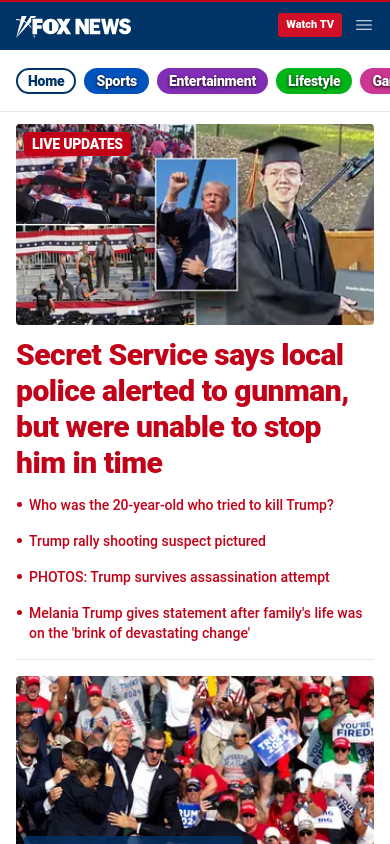 FOX NEWS
Watch TV
Home
Sports
Entertainment
Lifestyle
Ga
LIVE UPDATES
Secret Service says local
police alerted to gunman,
but were unable to stop
him in time
Who was the 20-year-old who tried to kill Trump?
Trump rally shooting suspect pictured
PHOTOS: Trump survives assassination attempt
Melania Trump gives statement after family's life was
on the 'brink of devastating change'
YOU'RE
FIRED!